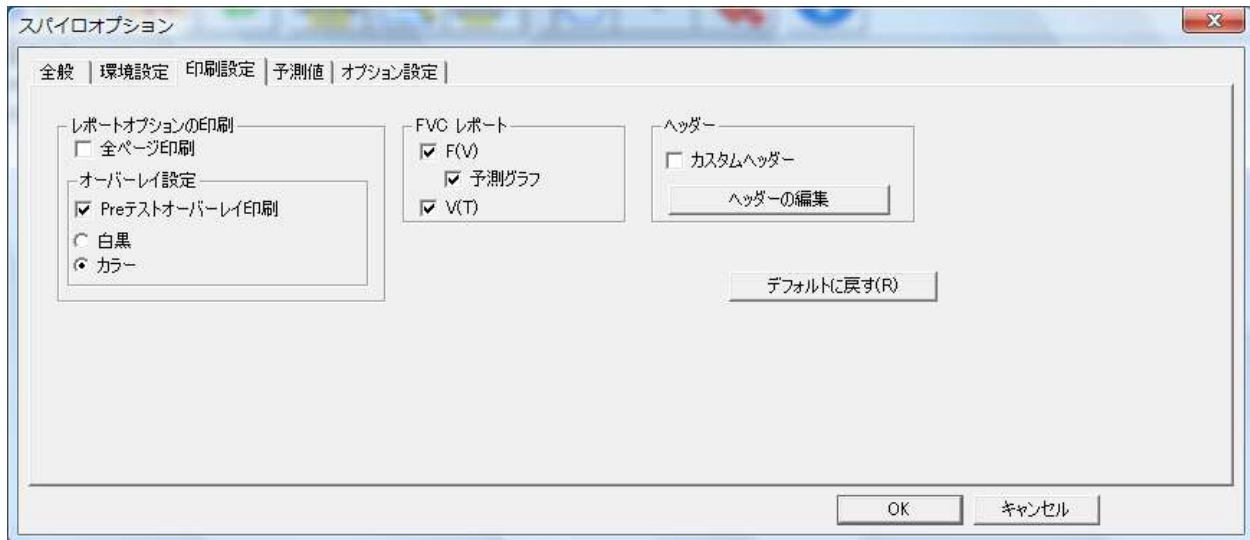 スパイロオプション
全般
環境設定
印刷設定
予測値
オプション設定
レポートオプションの印刷
全ページ印刷
オーバーレイ設定
Preテストオーバーレイ印刷
白黒
カラー
FVC レポート
F(V)
予測グラフ
V(T)
ヘッダー
カスタムヘッダー
ヘッダーの編集
デフォルトに戻す(R)
OK
キャンセル